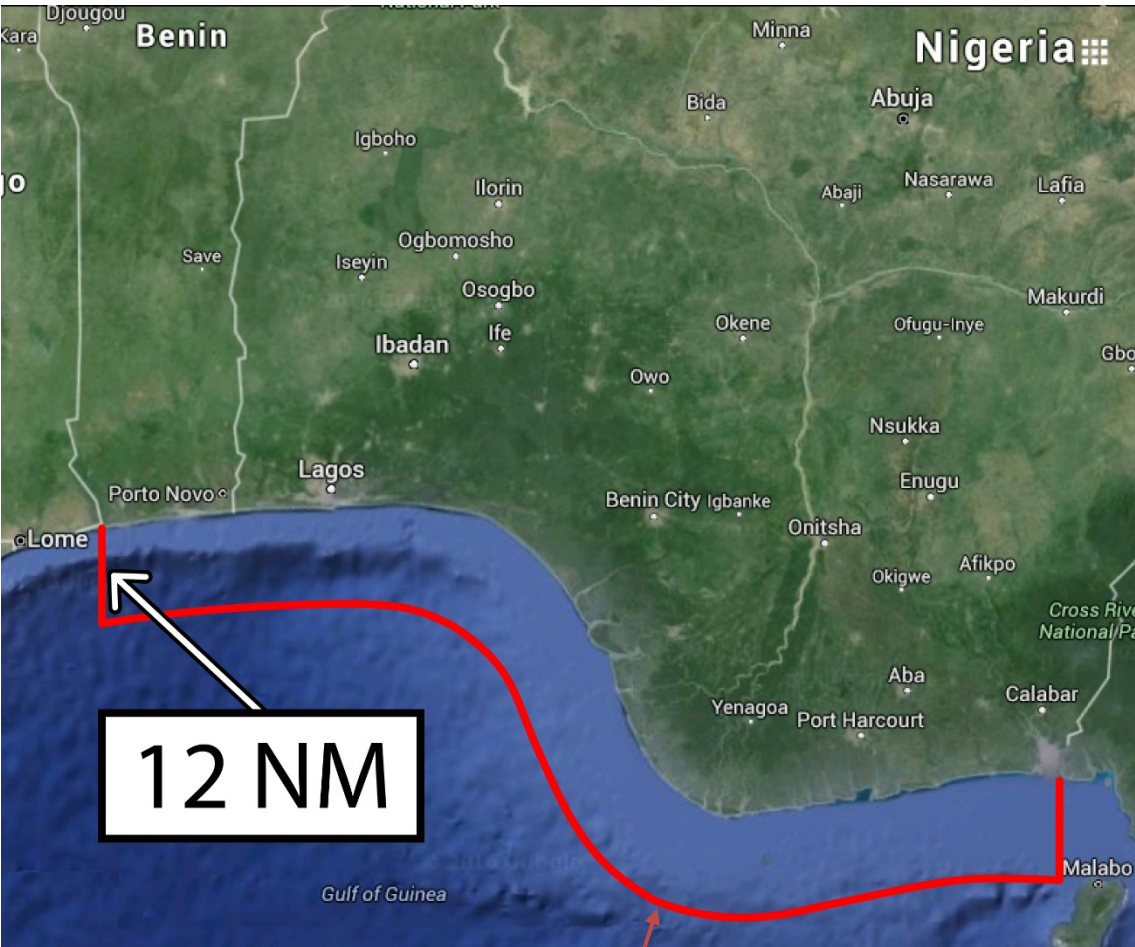 Djougou
Kara
Benin
Minna
Nigeria
Bida
Abuja
Igboho
Ilorin
Abaji
Nasarawa
Lafia
Save
Iseyin
Ogbomosho
Osogbo
Makurdi
Ibadan
Ife
Okene
Ofugu-Inye
Gbo
Owo
Nsukka
Lagos
Enugu
Porto Novo
Benin City
Igbanke
Onitsha
Lome
Okigwe
Afikpo
Cross Rive
National Pa
Aba
Calabar
Yenagoa
Port Harcourt
12 NM
Malabo
Gulf of Guinea